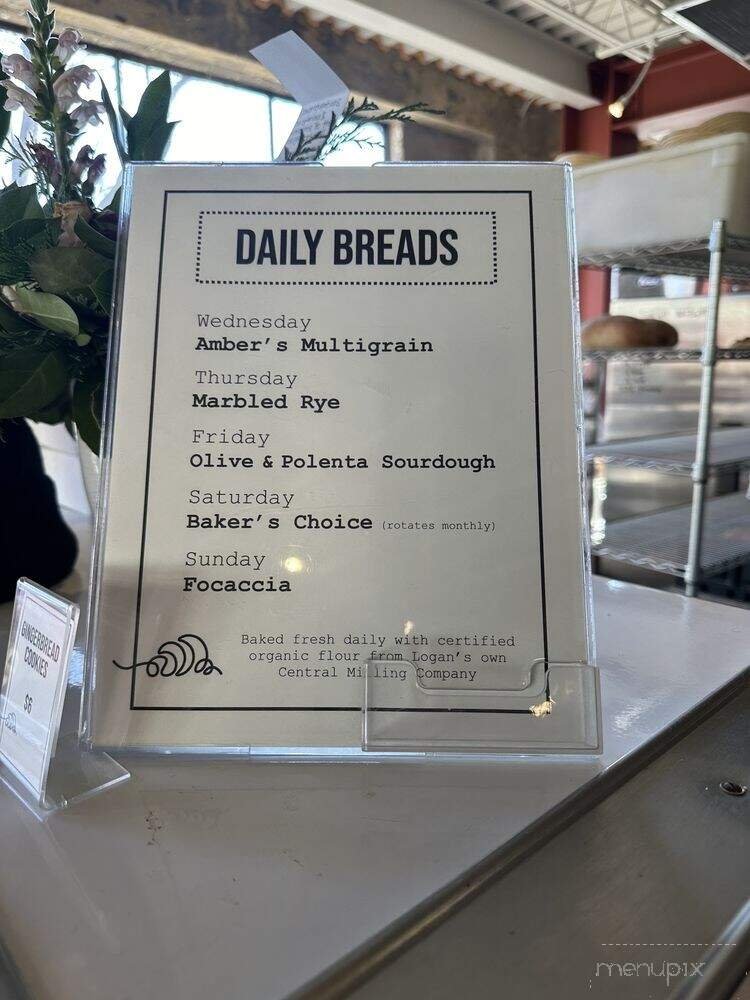 DAILY BREADS
Wednesday
Amber's Multigrain
Thursday
Marbled Rye
Friday
Olive & Polenta Sourdough
Saturday
Baker's Choice (rotates monthly)
Sunday
Focaccia
Baked fresh daily with certified
organic flour from Logan's own
Central Milling Company
GINGERBREAD
COOKIES
$6
menupix